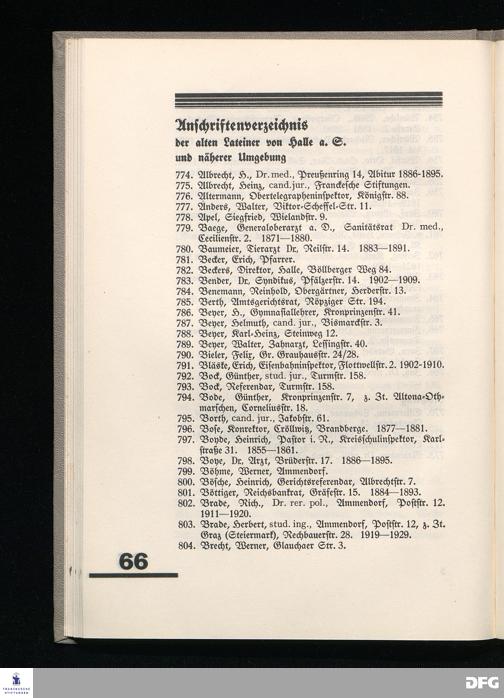 Anschriftenverzeichnis
der alten Lateiner von Halle a. S.
und näherer Umgebung
774. Albrecht, H., Dr. med., Preußenring 14, Abitur 1886-1895.
775. Albrecht, Heinz, cand. jur., Franckesche Stiftungen.
776. Altermann, Obertelegrapheninspektor, Königstr. 88.
777. Anders, Walter, Viktor-Scheffel-Str. 11.
778. Apel, Siegfried, Wielandstr. 9.
779. Baege, Generaloberarzt a. D., Sanitätsrat Dr. med.,
Cecilienstr. 2. 1871—1880.
780. Baumeier, Tierarzt Dr., Reilstr. 14. 1883—1891.
781. Becker, Erich, Pfarrer.
782. Beckers, Direktor, Halle, Böllberger Weg 84.
783. Bender, Dr. Syndikus, Pfälzerstr. 14. 1902—1909.
784. Benemann, Reinhold, Obergärtner, Herderstr. 13.
785. Berth, Amtsgerichtsrat, Röpziger Str. 194.
786. Beyer, H., Gymnasiallehrer, Kronprinzenstr. 41.
787. Beyer, Helmuth, cand. jur., Bismarckstr. 3.
788. Beyer, Karl-Heinz, Steinweg 12.
789. Beyer, Walter, Zahnarzt, Lessingstr. 40.
790. Bieler, Felix, Gr. Brauhausstr. 24/28.
791. Bläske, Erich, Eisenbahninspektor, Flottwellstr. 2. 1902-1910.
792. Bock, Günther, stud. jur., Turmstr. 158.
793. Bock, Referendar, Turmstr. 158.
794. Bode, Günther, Kronprinzenstr. 7, z. Zt. Altona-Oth-
marschen, Corneliusstr. 18.
795. Borth, cand. jur., Jakobstr. 61.
796. Bose, Konrektor, Cröllwitz, Brandberge. 1877—1881.
797. Boyde, Heinrich, Pastor i. R., Kreisschulinspektor, Karl-
straße 31. 1855—1861.
798. Boye, Dr. Arzt, Brüderstr. 17. 1886—1895.
799. Böhme, Werner, Ammendorf.
800. Bösche, Heinrich, Gerichtsreferendar, Albrechtstr. 7.
801. Böttiger, Reichsbankrat, Gräfestr. 15. 1884—1893.
802. Brade, Rich., Dr. rer. pol., Ammendorf, Poststr. 12.
1911—1920.
803. Brade, Herbert, stud. ing., Ammendorf, Poststr. 12, z. Zt.
Graz (Steiermark), Rechbauerstr. 28. 1919—1929.
804. Brecht, Werner, Glauchaer Str. 3.
66
FRANCKESCHE
STIFTUNGEN
DFG